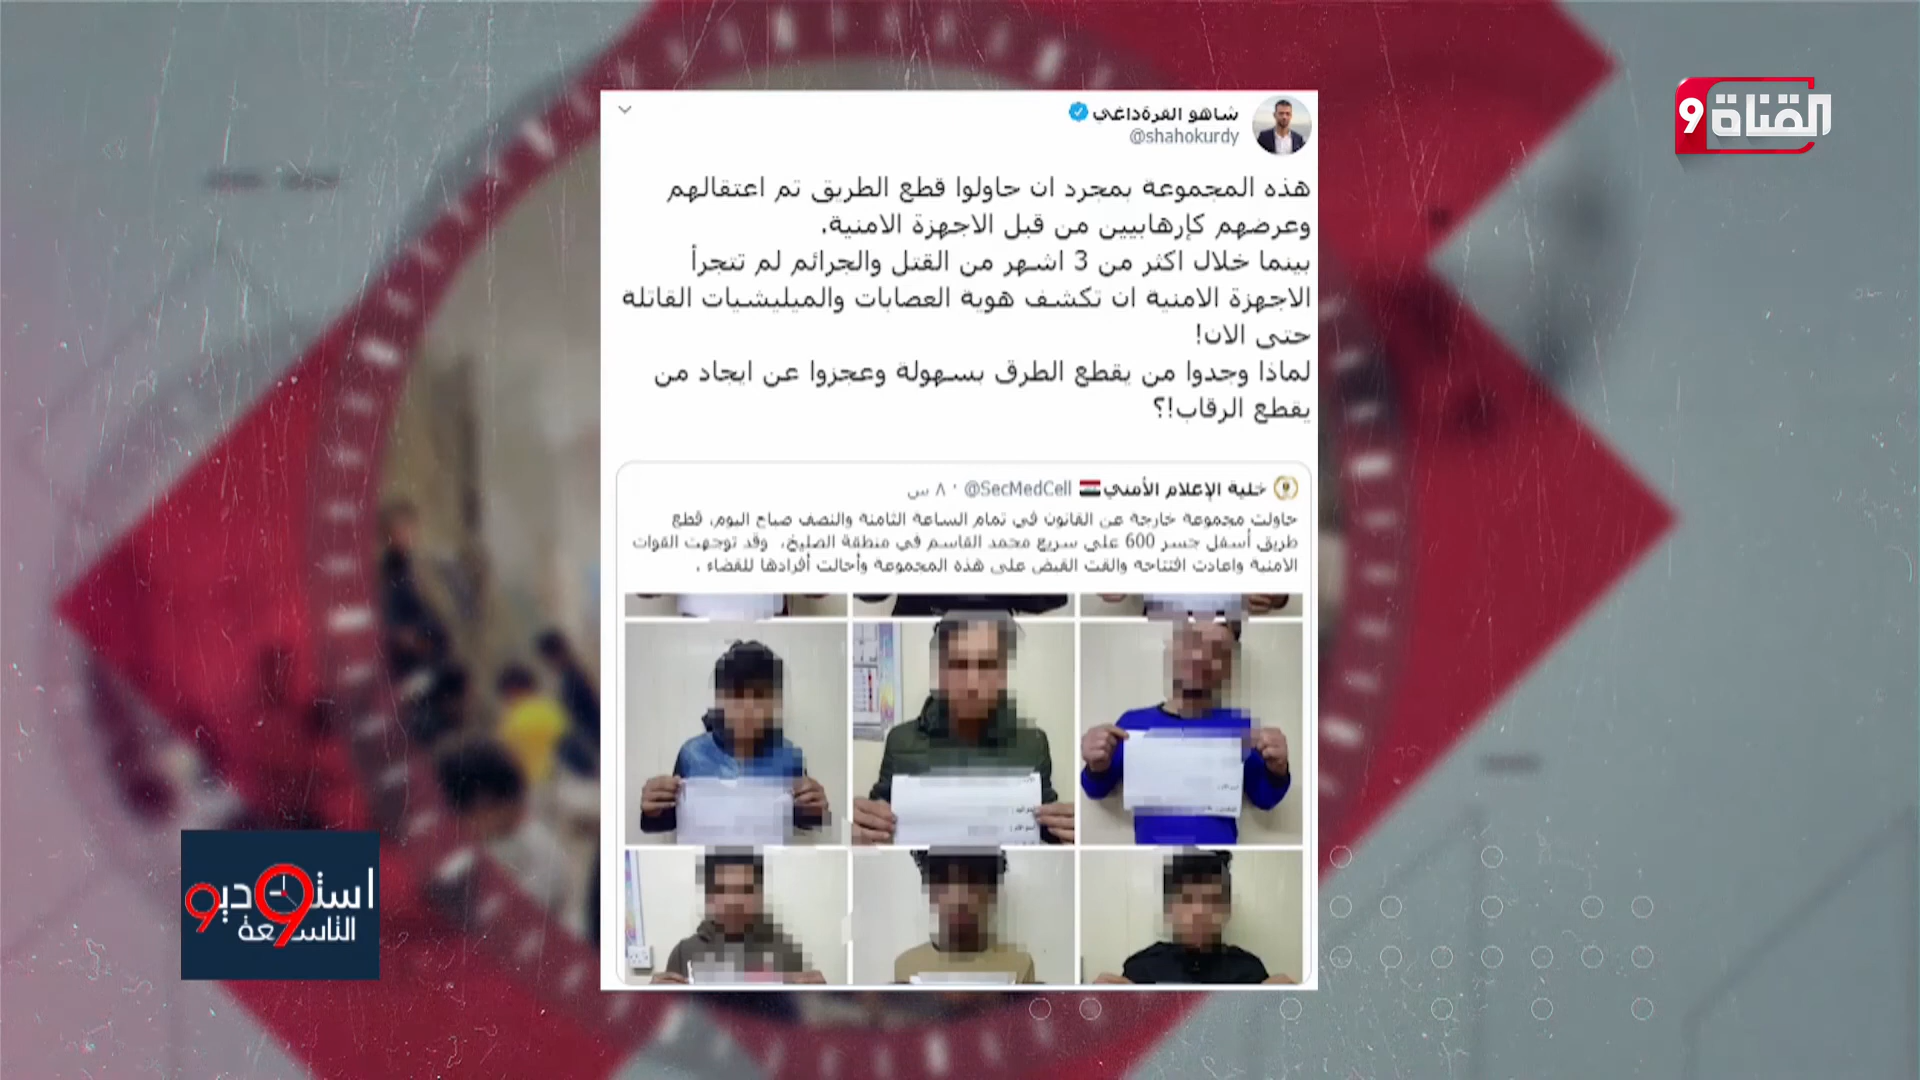 القناة 9
شاهو القرةداغي
@shahokurdy
هذه المجموعة بمجرد ان حاولوا قطع الطريق تم اعتقالهم
وعرضهم كإرهابيين من قبل الاجهزة الامنية.
بينما خلال اكثر من 3 اشهر من القتل والجرائم لم تتجرأ
الاجهزة الامنية ان تكشف هوية العصابات والميليشيات القاتلة
حتى الان!
لماذا وجدوا من يقطع الطرق بسهولة وعجزوا عن ايجاد من
يقطع الرقاب!؟
خلية الإعلام الأمني @SecMedCell · ٨ س
حاولت مجموعة خارجة عن القانون في تمام الساعة الثامنة والنصف صباح اليوم، قطع
طريق أسفل جسر 600 على سريع محمد القاسم في منطقة الصليخ، وقد توجهت القوات
الامنية واعادت افتتاحه والقت القبض على هذه المجموعة وأحالت أفرادها للقضاء .
استوديو
التاسعة